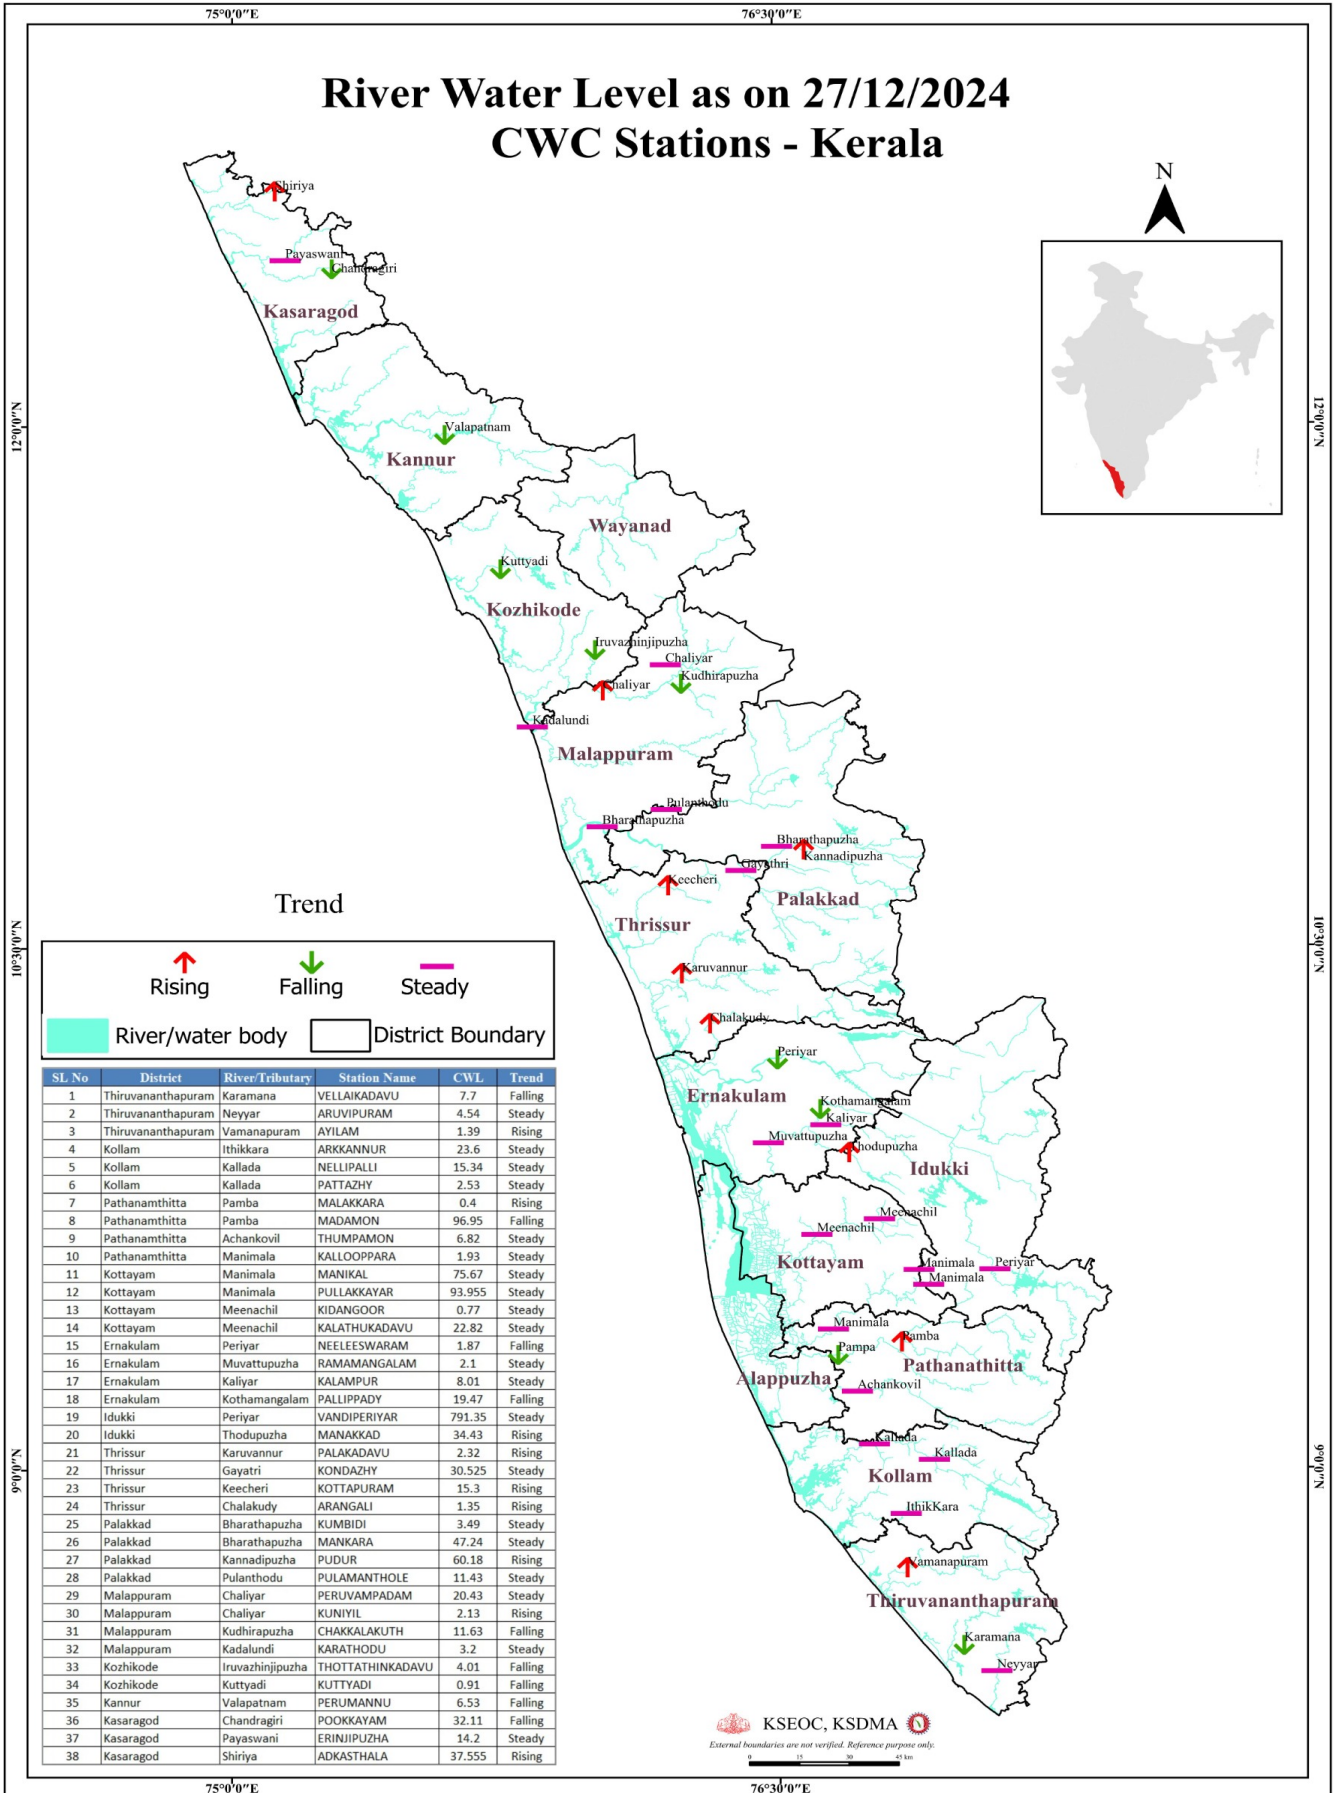 75°0'0"E 76°30'0"E
River Water Level as on 27/12/2024
CWC Stations - Kerala
N
Shiriya
Payaswani
Chandragiri
Kasaragod
12°0'0"N 12°0'0"N
Valapatnam
Kannur
Wayanad
Kuttyadi
Kozhikode
Iruvazhinjipuzha
Chaliyar
Kudhirapuzha
Chaliyar
Kadalundi
Malappuram
Pulanthodu
Bharathapuzha
Bharathapuzha
Kannadipuzha
Gayathri
Keecheri
Palakkad
Thrissur
10°30'0"N 10°30'0"N
Karuvannur
Chalakudy
Periyar
Ernakulam
Kothamangalam
Kaliyar
Muvattupuzha
Thodupuzha
Idukki
Meenachil
Meenachil
Kottayam
Manimala
Periyar
Manimala
Manimala
Pamba
Pampa
Pathanathitta
Alappuzha
Achankovil
Kallada
Kallada
Kollam
9°0'0"N 9°0'0"N
IthikKara
Vamanapuram
Thiruvananthapuram
Karamana
Neyyar
Trend
Rising Falling Steady
River/water body District Boundary
SL No District River/Tributary Station Name CWL Trend
1 Thiruvananthapuram Karamana VELLAIKADAVU 7.7 Falling
2 Thiruvananthapuram Neyyar ARUVIPURAM 4.54 Steady
3 Thiruvananthapuram Vamanapuram AYILAM 1.39 Rising
4 Kollam Ithikkara ARKKANNUR 23.6 Steady
5 Kollam Kallada NELLIPALLI 15.34 Steady
6 Kollam Kallada PATTAZHY 2.53 Steady
7 Pathanamthitta Pamba MALAKKARA 0.4 Rising
8 Pathanamthitta Pamba MADAMON 96.95 Falling
9 Pathanamthitta Achankovil THUMPAMON 6.82 Steady
10 Pathanamthitta Manimala KALLOOPPARA 1.93 Steady
11 Kottayam Manimala MANIKAL 75.67 Steady
12 Kottayam Manimala PULLAKKAYAR 93.955 Steady
13 Kottayam Meenachil KIDANGOOR 0.77 Steady
14 Kottayam Meenachil KALATHUKADAVU 22.82 Steady
15 Ernakulam Periyar NEELEESWARAM 1.87 Falling
16 Ernakulam Muvattupuzha RAMAMANGALAM 2.1 Steady
17 Ernakulam Kaliyar KALAMPUR 8.01 Steady
18 Ernakulam Kothamangalam PALLIPPADY 19.47 Falling
19 Idukki Periyar VANDIPERIYAR 791.35 Steady
20 Idukki Thodupuzha MANAKKAD 34.43 Rising
21 Thrissur Karuvannur PALAKADAVU 2.32 Rising
22 Thrissur Gayatri KONDAZHY 30.525 Steady
23 Thrissur Keecheri KOTTAPURAM 15.3 Rising
24 Thrissur Chalakudy ARANGALI 1.35 Rising
25 Palakkad Bharathapuzha KUMBIDI 3.49 Steady
26 Palakkad Bharathapuzha MANKARA 47.24 Steady
27 Palakkad Kannadipuzha PUDUR 60.18 Rising
28 Palakkad Pulanthodu PULAMANTHOLE 11.43 Steady
29 Malappuram Chaliyar PERUVAMPADAM 20.43 Steady
30 Malappuram Chaliyar KUNIYIL 2.13 Rising
31 Malappuram Kudhirapuzha CHAKKALAKUTH 11.63 Falling
32 Malappuram Kadalundi KARATHODU 3.2 Steady
33 Kozhikode Iruvazhinjipuzha THOTTATHINKADAVU 4.01 Falling
34 Kozhikode Kuttyadi KUTTYADI 0.91 Falling
35 Kannur Valapatnam PERUMANNU 6.53 Falling
36 Kasaragod Chandragiri POOKKAYAM 32.11 Falling
37 Kasaragod Payaswani ERINJIPUZHA 14.2 Steady
38 Kasaragod Shiriya ADKASTHALA 37.555 Rising
KSEOC, KSDMA
External boundaries are not verified. Reference purpose only.
0 15 30 45 km
75°0'0"E 76°30'0"E